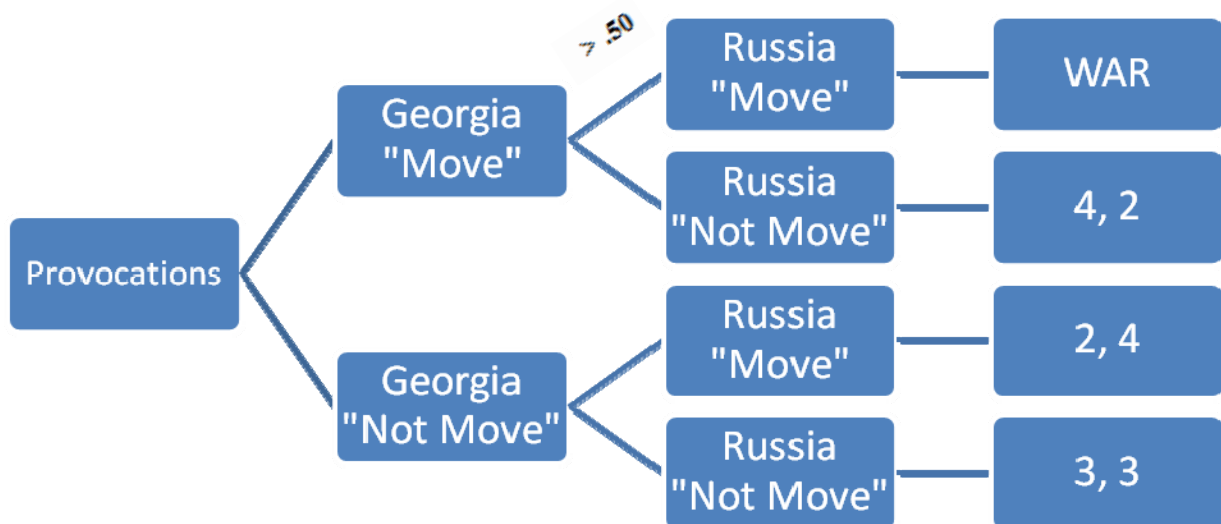 > .50
Provocations
Georgia
"Move"
Georgia
"Not Move"
Russia
"Move"
Russia
"Not Move"
Russia
"Move"
Russia
"Not Move"
WAR
4, 2
2, 4
3, 3